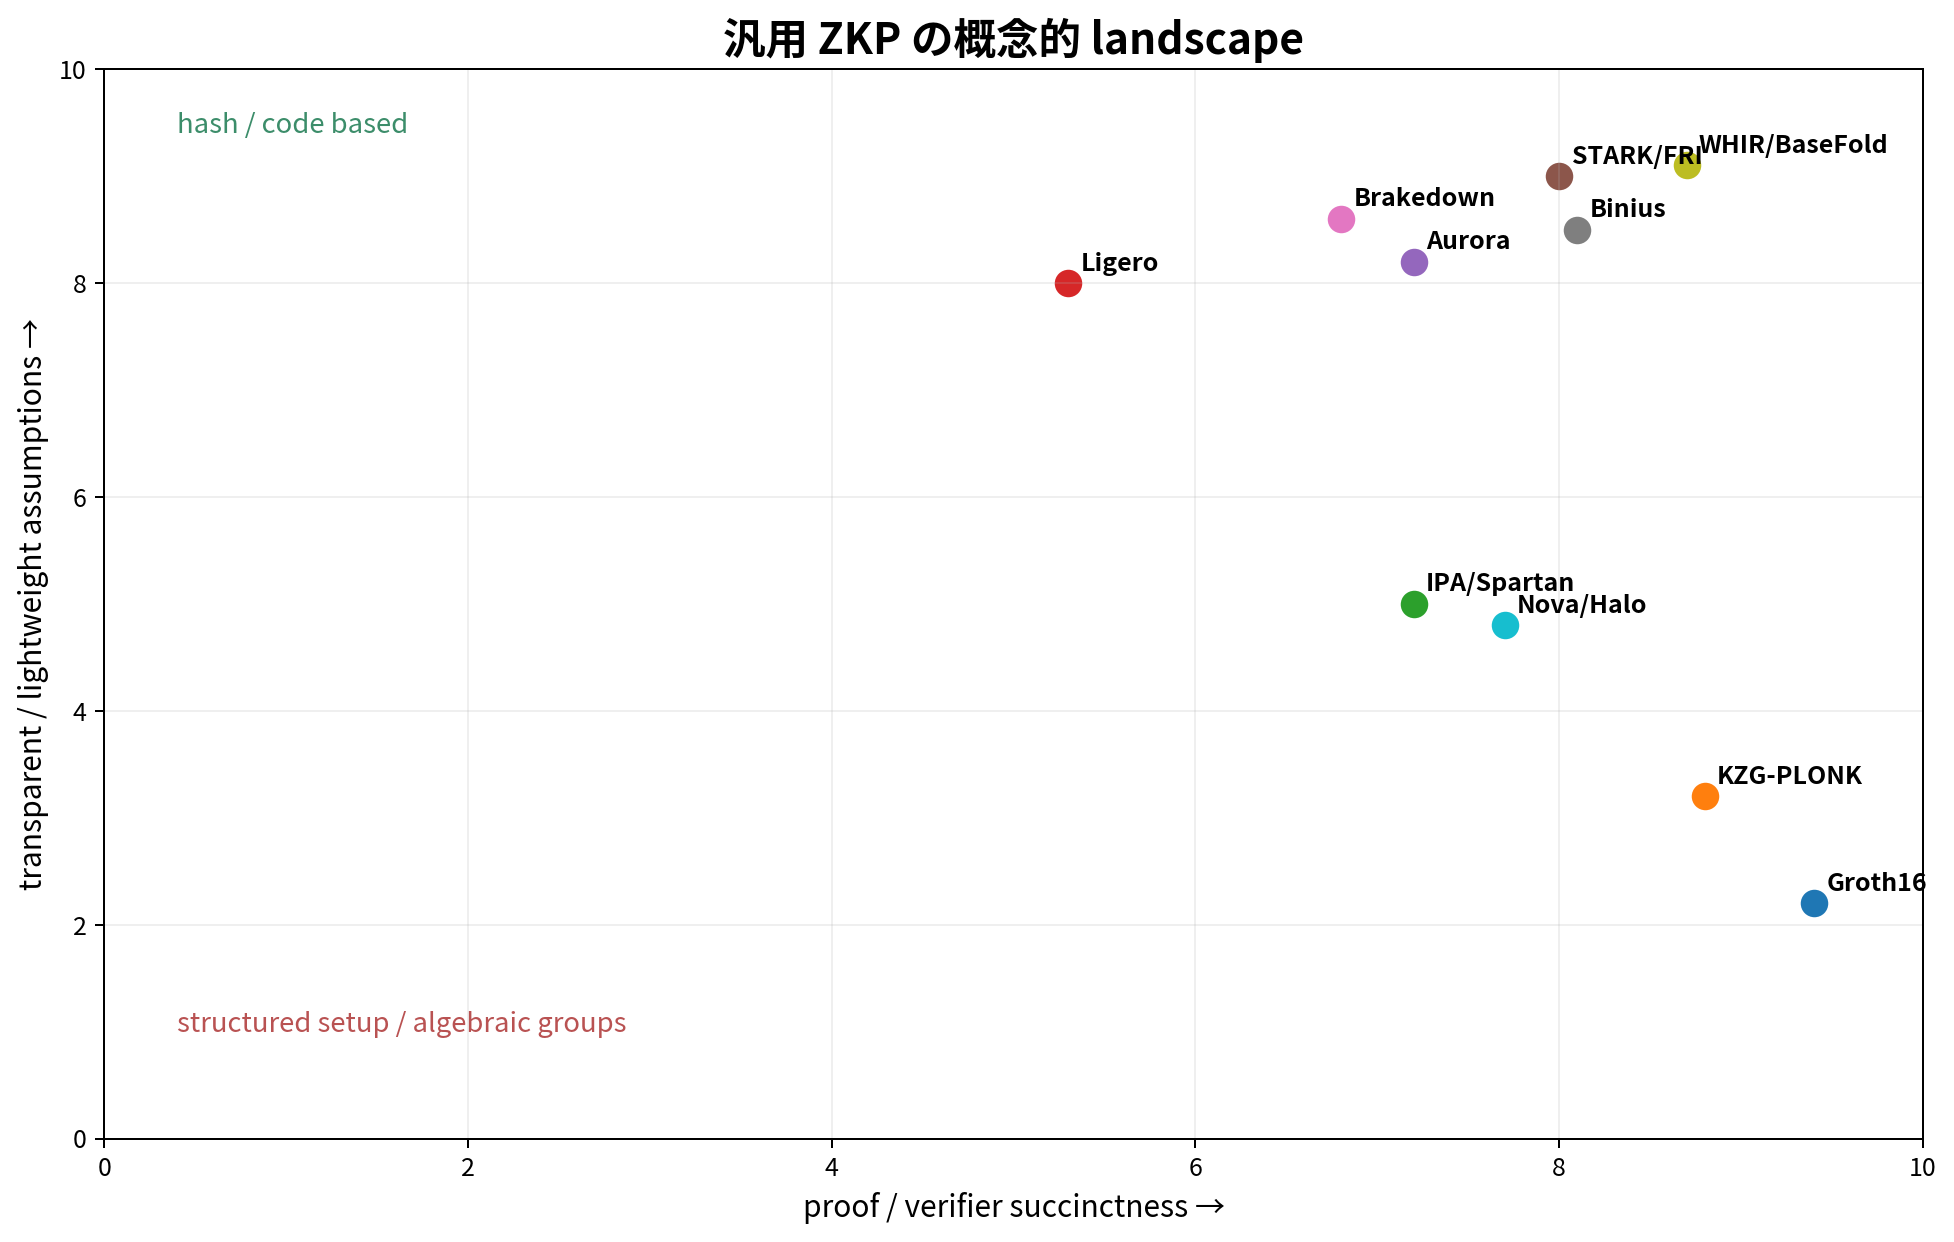 汎用 ZKP の概念的 landscape
10
hash / code based
WHIR/BaseFold
STARK/FRI
Brakedown
Binius
Aurora
Ligero
8
transparent / lightweight assumptions →
6
IPA/Spartan
Nova/Halo
4
KZG-PLONK
Groth16
2
structured setup / algebraic groups
0
0 2 4 6 8 10
proof / verifier succinctness →